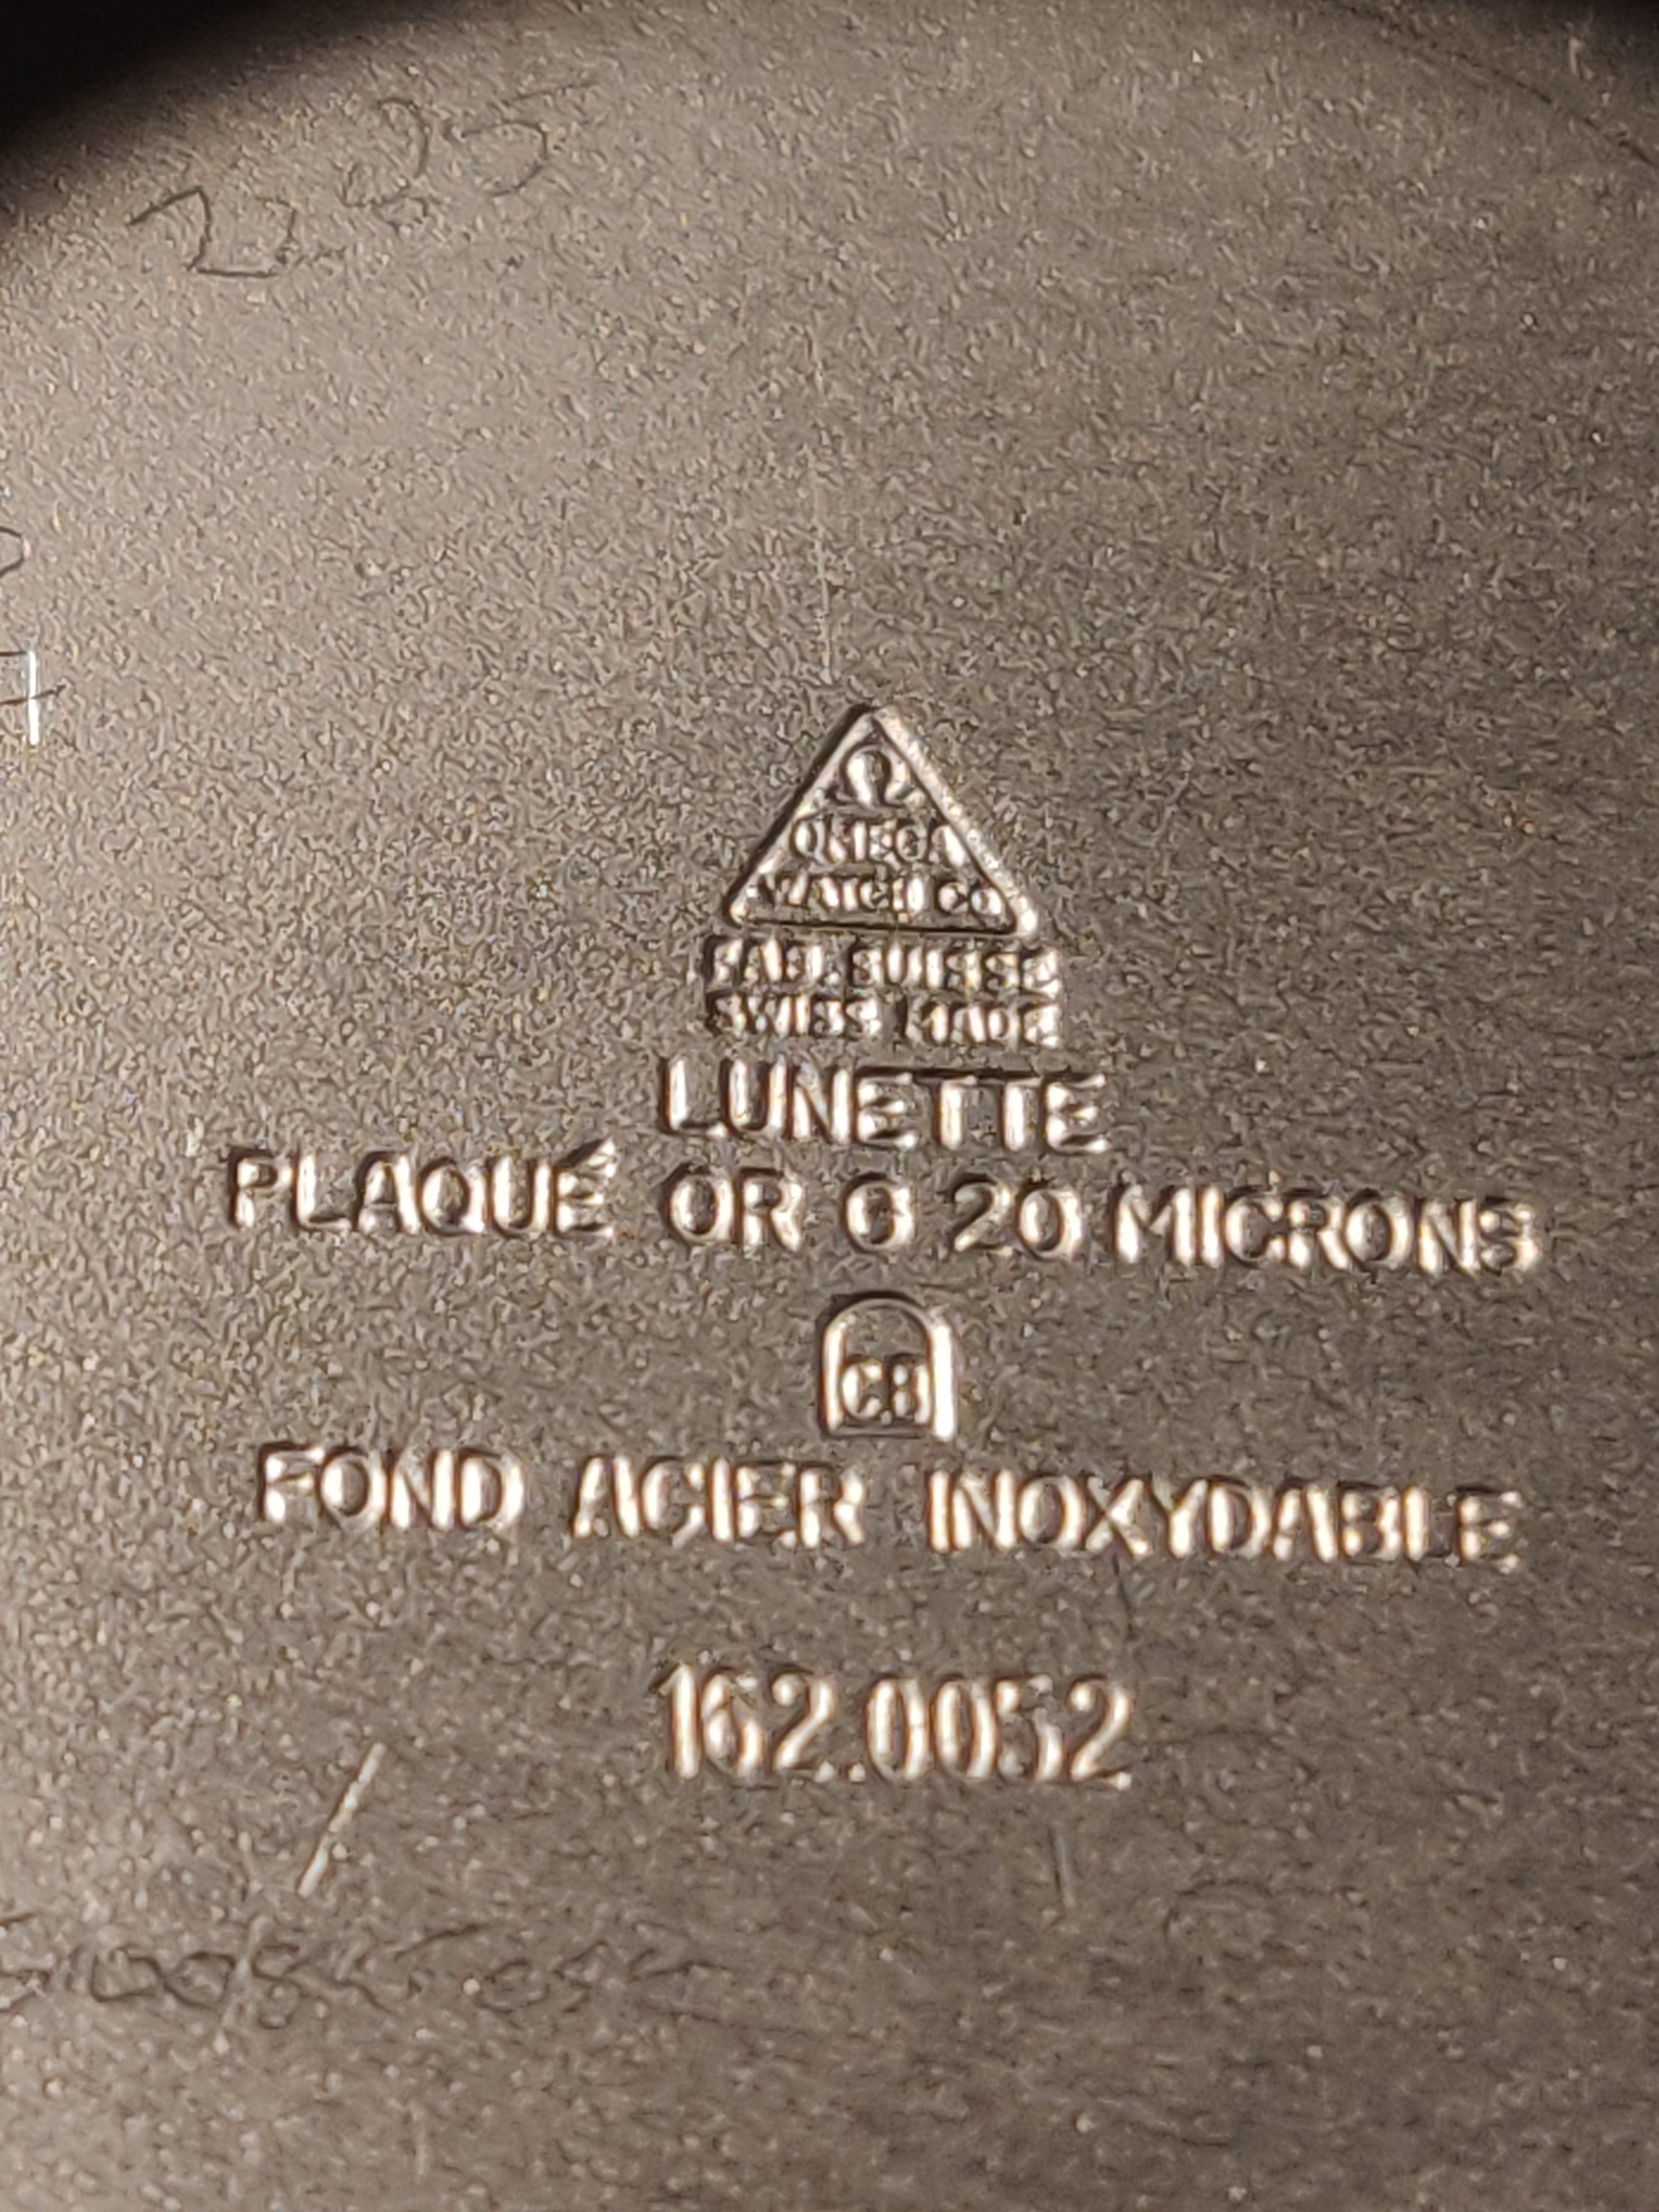 Ω
OMEGA
WATCH CO
FAB. SUISSE
SWISS MADE
LUNETTE
PLAQUÉ OR G 20 MICRONS
CB
FOND ACIER INOXYDABLE
162.0052